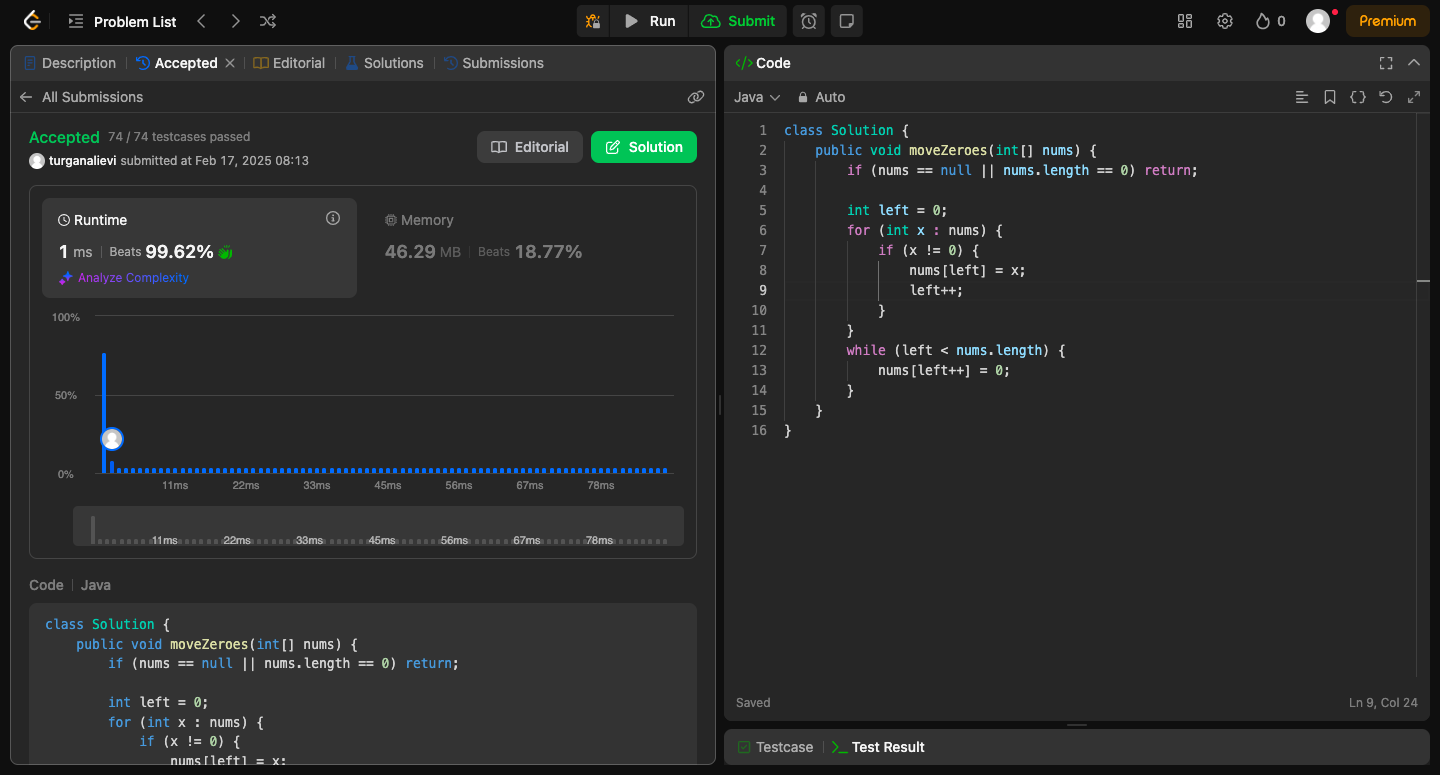 Problem List
Run
Submit
0
Premium
Description
Accepted
Editorial
Solutions
Submissions
All Submissions
Accepted 74 / 74 testcases passed
turganalievi submitted at Feb 17, 2025 08:13
Editorial
Solution
Runtime
1 ms Beats 99.62%
Analyze Complexity
Memory
46.29 MB Beats 18.77%
100%
50%
0%
11ms 22ms 33ms 45ms 56ms 67ms 78ms
11ms 22ms 33ms 45ms 56ms 67ms 78ms
Code Java
class Solution {
    public void moveZeroes(int[] nums) {
        if (nums == null || nums.length == 0) return;
        int left = 0;
        for (int x : nums) {
            if (x != 0) {
                nums[left] = x;
</> Code
Java Auto
1 class Solution {
2     public void moveZeroes(int[] nums) {
3         if (nums == null || nums.length == 0) return;
4
5         int left = 0;
6         for (int x : nums) {
7             if (x != 0) {
8                 nums[left] = x;
9                 left++;
10             }
11         }
12         while (left < nums.length) {
13             nums[left++] = 0;
14         }
15     }
16 }
Saved
Ln 9, Col 24
Testcase
Test Result